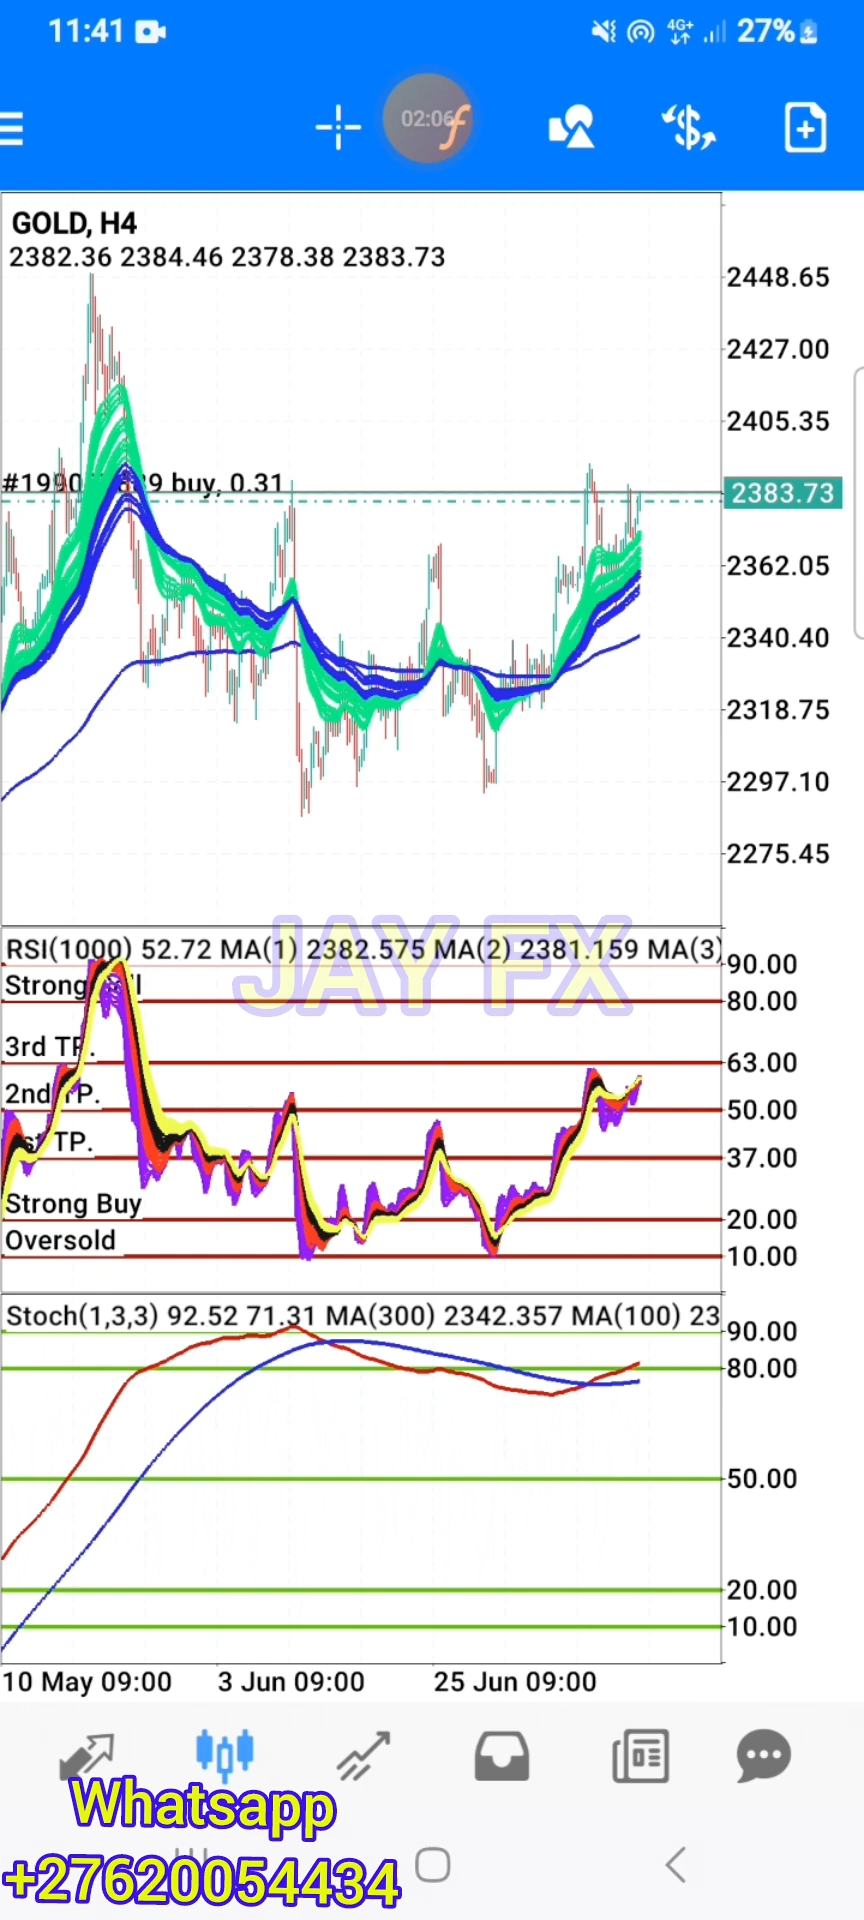 11:41
4G+
27%
02:06
f
GOLD, H4
2382.36 2384.46 2378.38 2383.73
2448.65
2427.00
2405.35
buy, 0.31
2383.73
2362.05
2340.40
2318.75
2297.10
2275.45
JAY FX
RSI(1000) 52.72 MA(1) 2382.575 MA(2) 2381.159 MA(3)
90.00
Strong
80.00
3rd TP.
63.00
2nd TP.
50.00
st TP.
37.00
Strong Buy
20.00
Oversold
10.00
Stoch(1,3,3) 92.52 71.31 MA(300) 2342.357 MA(100) 23
90.00
80.00
50.00
20.00
10.00
10 May 09:00 3 Jun 09:00 25 Jun 09:00
Whatsapp
+27620054434